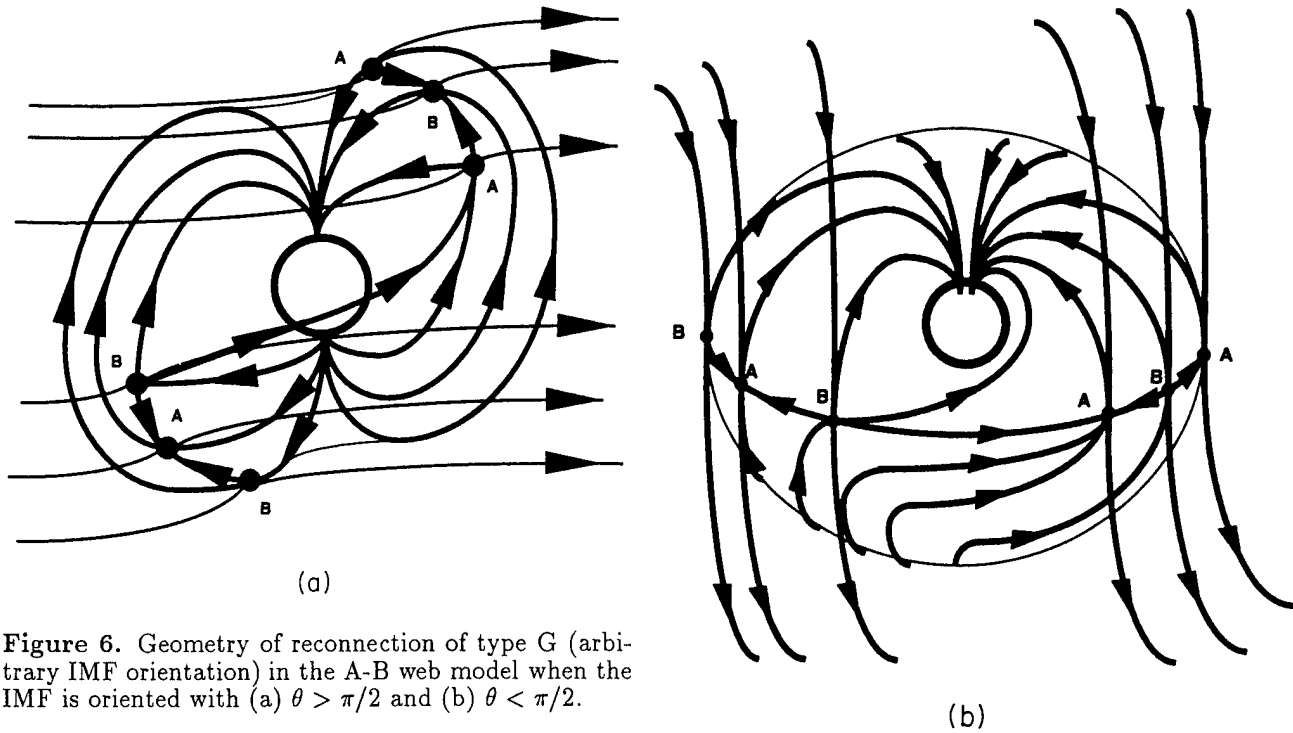 A
B
A
B
A
B
(a)
B
A
B
A
B
A
(b)
Figure 6. Geometry of reconnection of type G (arbi-
trary IMF orientation) in the A-B web model when the
IMF is oriented with (a) θ > π/2 and (b) θ < π/2.